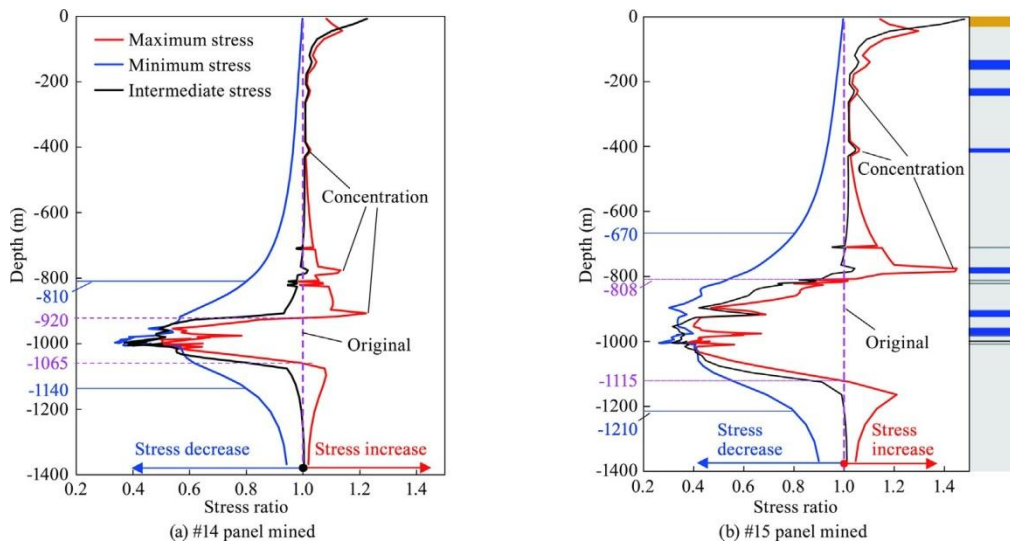 0
-200
-400
-600
-800
-1000
-1200
-1400
Depth (m)
Maximum stress
Minimum stress
Intermediate stress
Concentration
-810
-920
Original
-1065
-1140
Stress decrease
Stress increase
0.2
0.4
0.6
0.8
1.0
1.2
1.4
Stress ratio
(a) #14 panel mined
0
-200
-400
-600
-800
-1000
-1200
-1400
Depth (m)
Concentration
-670
-808
Original
-1115
-1210
Stress
decrease
Stress
increase
0.2
0.4
0.6
0.8
1.0
1.2
1.4
Stress ratio
(b) #15 panel mined